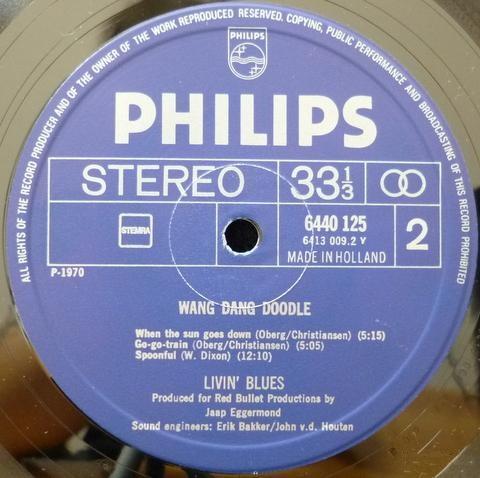 ALL RIGHTS OF THE RECORD PRODUCER AND OF THE OWNER OF THE WORK REPRODUCED RESERVED. COPYING, PUBLIC PERFORMANCE AND BROADCASTING OF THIS RECORD PROHIBITED
PHILIPS
PHILIPS
STEREO 33 1/3
STEMRA
6440 125
6413 009.2 Y
MADE IN HOLLAND
2
P-1970
WANG DANG DOODLE
When the sun goes down (Oberg/Christiansen) (5:15)
Go-go-train (Oberg/Christiansen) (5:05)
Spoonful (W. Dixon) (12:10)
LIVIN' BLUES
Produced for Red Bullet Productions by
Jaap Eggermond
Sound engineers: Erik Bakker/John v.d. Houten